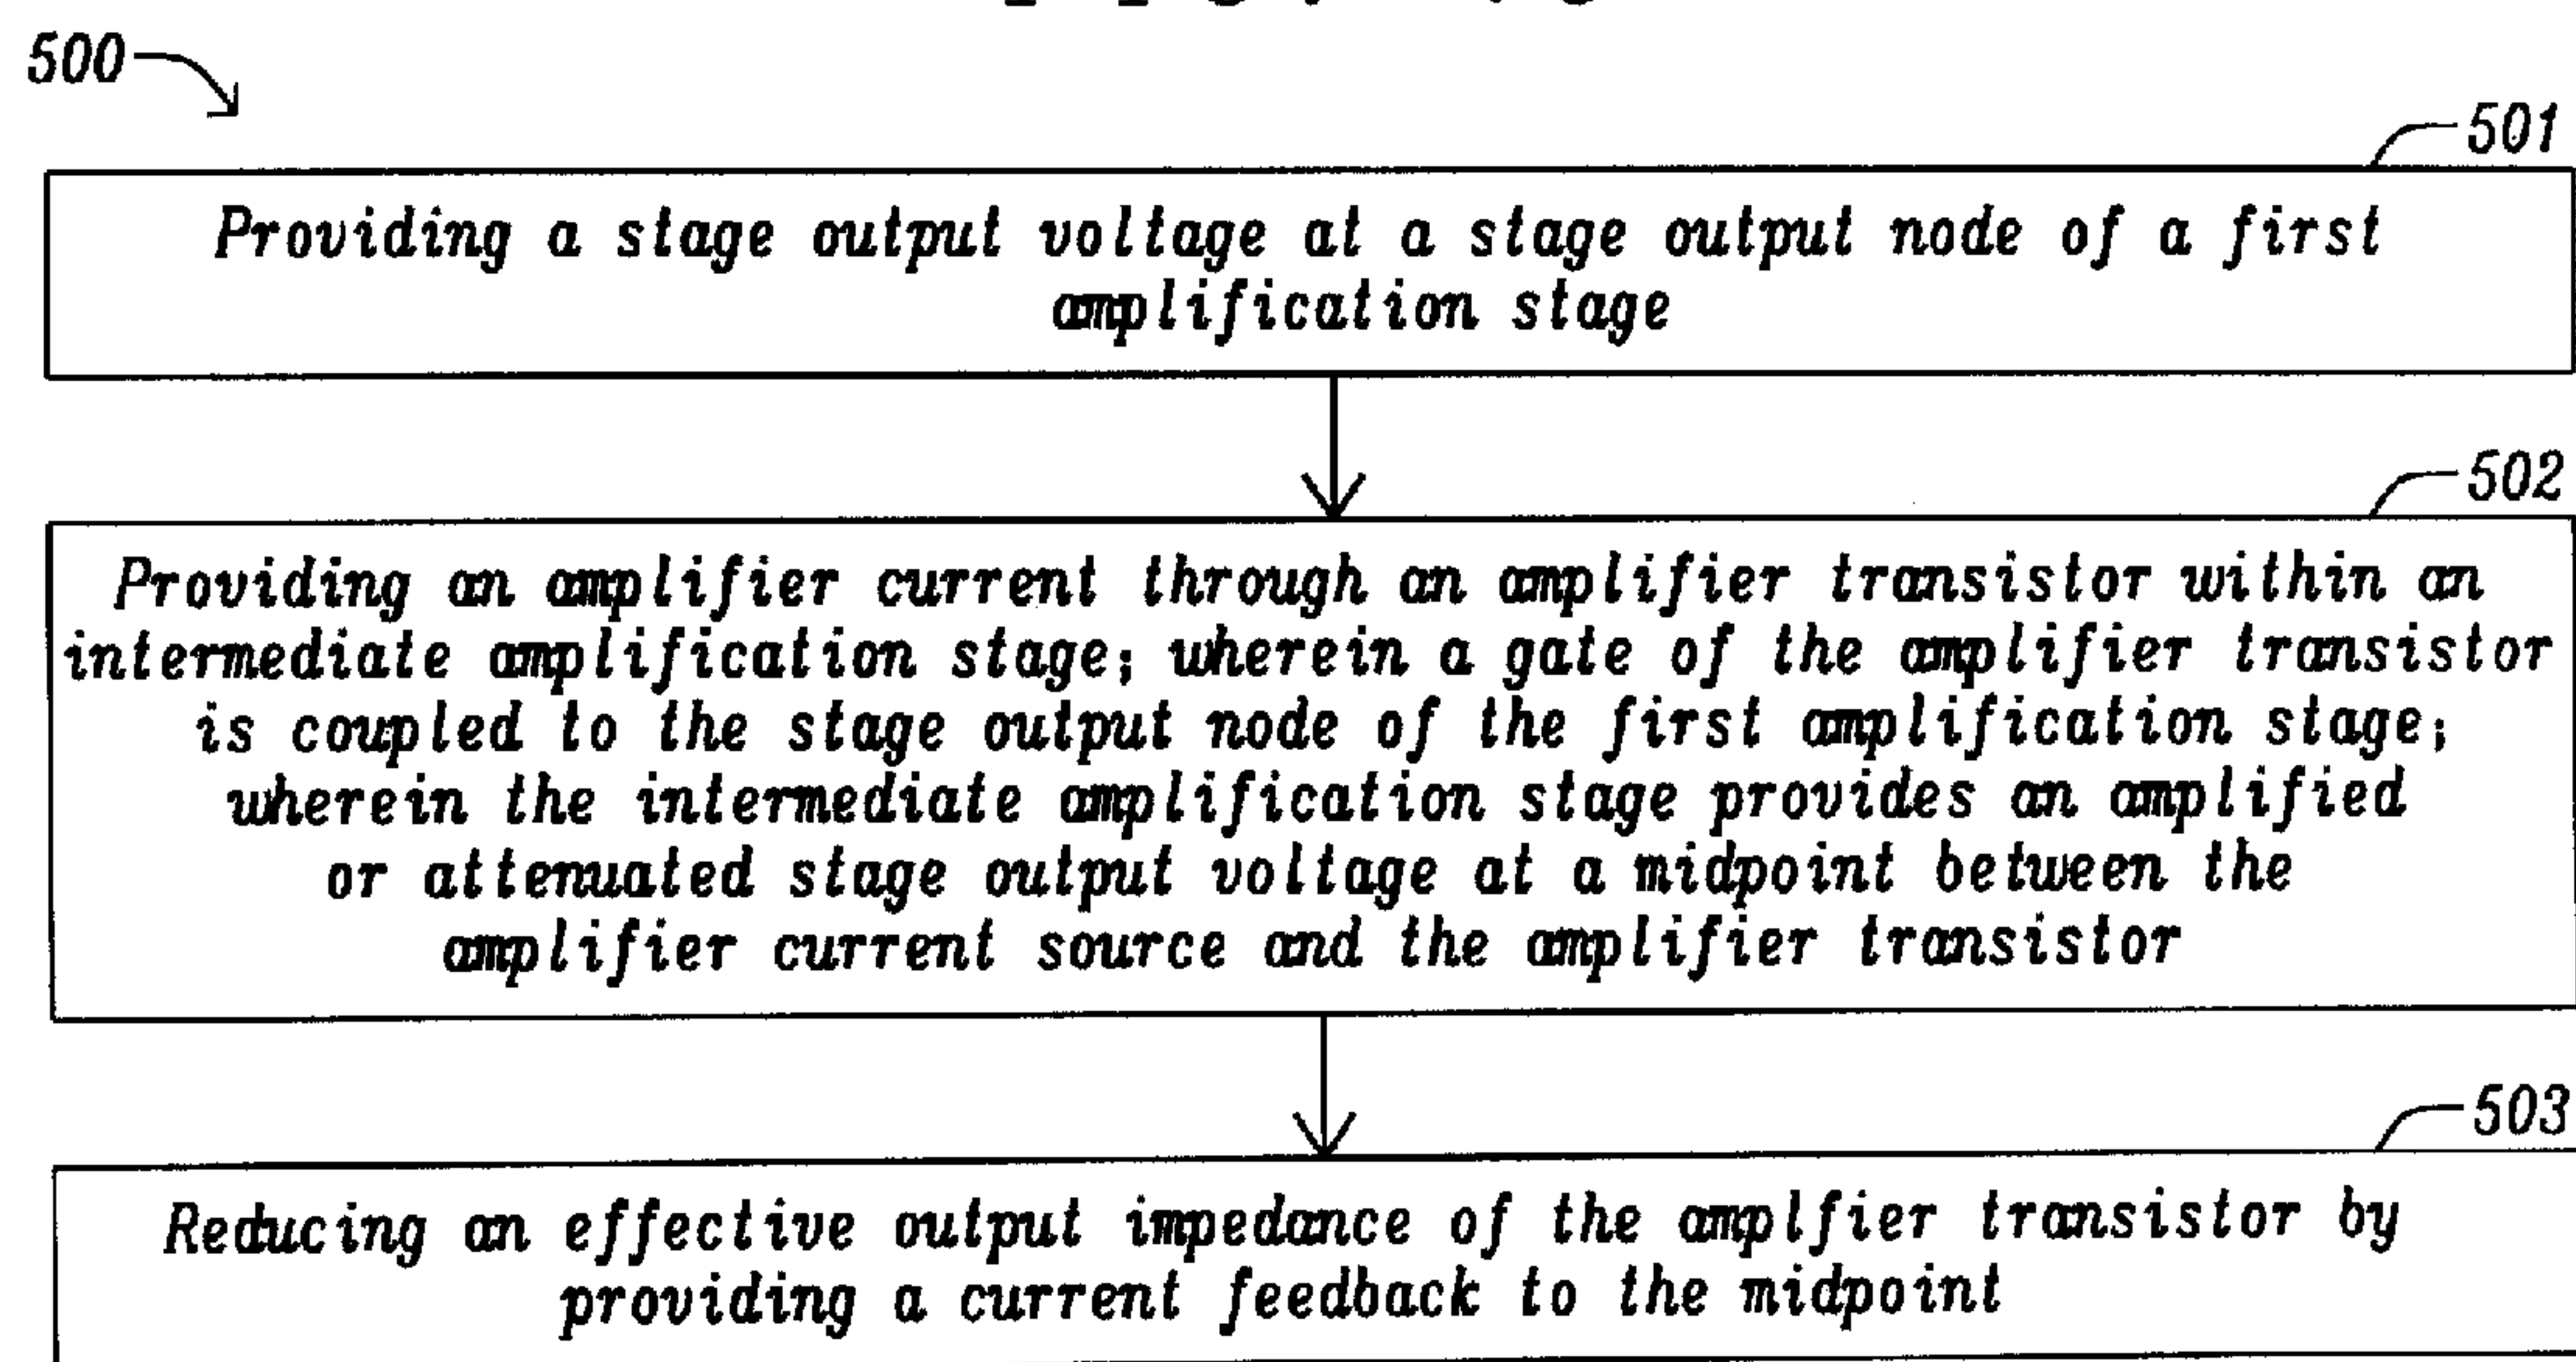 500
501
Providing a stage output voltage at a stage output node of a first
amplification stage
502
Providing an amplifier current through an amplifier transistor within an
intermediate amplification stage; wherein a gate of the amplifier transistor
is coupled to the stage output node of the first amplification stage;
wherein the intermediate amplification stage provides an amplified
or attenuated stage output voltage at a midpoint between the
amplifier current source and the amplifier transistor
503
Reducing an effective output impedance of the amplfier transistor by
providing a current feedback to the midpoint